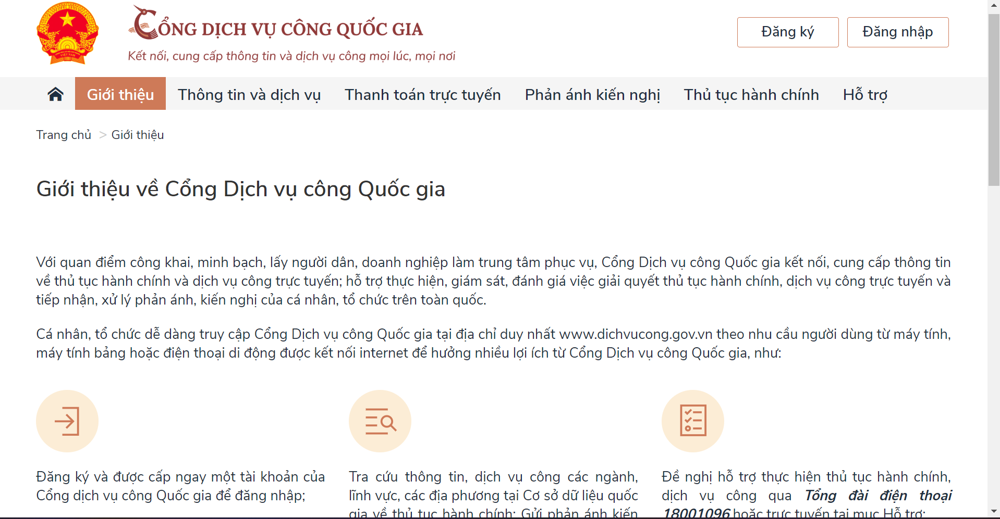 CỔNG DỊCH VỤ CÔNG QUỐC GIA
Kết nối, cung cấp thông tin và dịch vụ công mọi lúc, mọi nơi
Đăng ký
Đăng nhập
Giới thiệu
Thông tin và dịch vụ
Thanh toán trực tuyến
Phản ánh kiến nghị
Thủ tục hành chính
Hỗ trợ
Trang chủ > Giới thiệu
Giới thiệu về Cổng Dịch vụ công Quốc gia
Với quan điểm công khai, minh bạch, lấy người dân, doanh nghiệp làm trung tâm phục vụ, Cổng Dịch vụ công Quốc gia kết nối, cung cấp thông tin
về thủ tục hành chính và dịch vụ công trực tuyến; hỗ trợ thực hiện, giám sát, đánh giá việc giải quyết thủ tục hành chính, dịch vụ công trực tuyến và
tiếp nhận, xử lý phản ánh, kiến nghị của cá nhân, tổ chức trên toàn quốc.
Cá nhân, tổ chức dễ dàng truy cập Cổng Dịch vụ công Quốc gia tại địa chỉ duy nhất www.dichvucong.gov.vn theo nhu cầu người dùng từ máy tính,
máy tính bảng hoặc điện thoại di động được kết nối internet để hưởng nhiều lợi ích từ Cổng Dịch vụ công Quốc gia, như:
Đăng ký và được cấp ngay một tài khoản của
Cổng dịch vụ công Quốc gia để đăng nhập;
Tra cứu thông tin, dịch vụ công các ngành,
lĩnh vực, các địa phương tại Cơ sở dữ liệu quốc
gia về thủ tục hành chính; Gửi phản ánh kiến
Đề nghị hỗ trợ thực hiện thủ tục hành chính,
dịch vụ công qua Tổng đài điện thoại
18001096 hoặc trực tuyến tại mục Hỗ trợ;